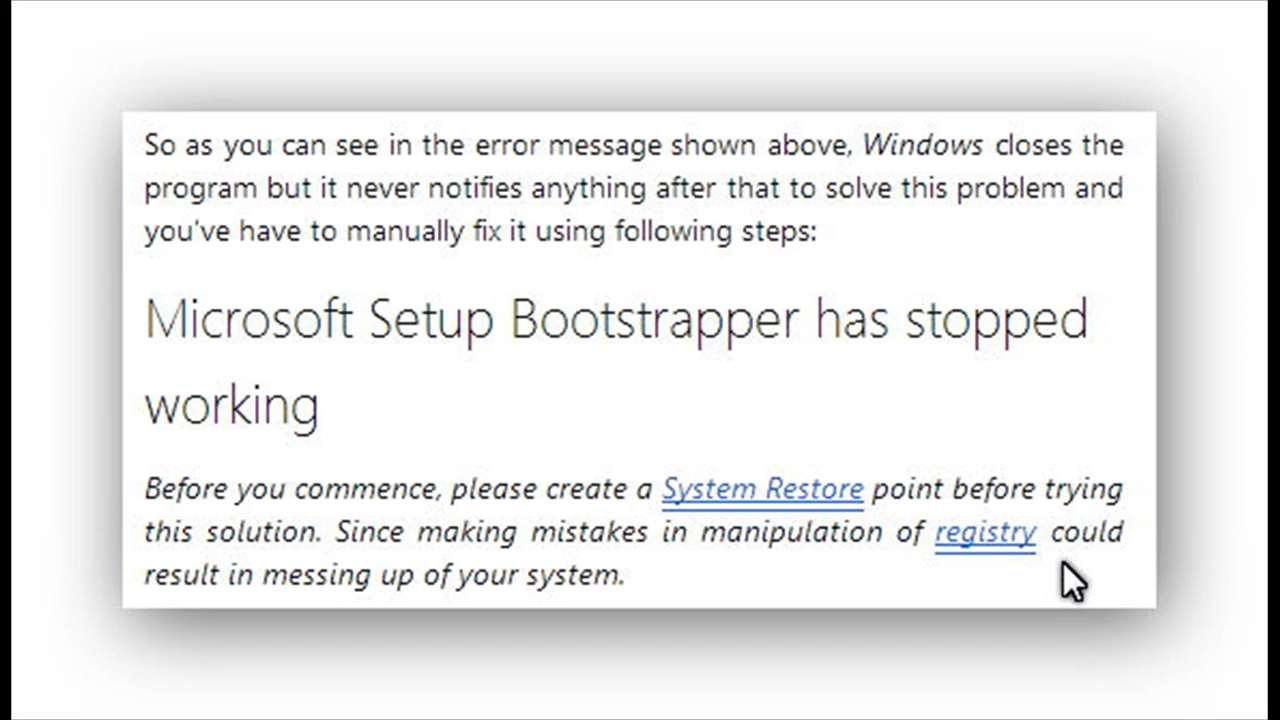 So as you can see in the error message shown above, Windows closes the
program but it never notifies anything after that to solve this problem and
you've have to manually fix it using following steps:
Microsoft Setup Bootstrapper has stopped
working
Before you commence, please create a System Restore point before trying
this solution. Since making mistakes in manipulation of registry could
result in messing up of your system.